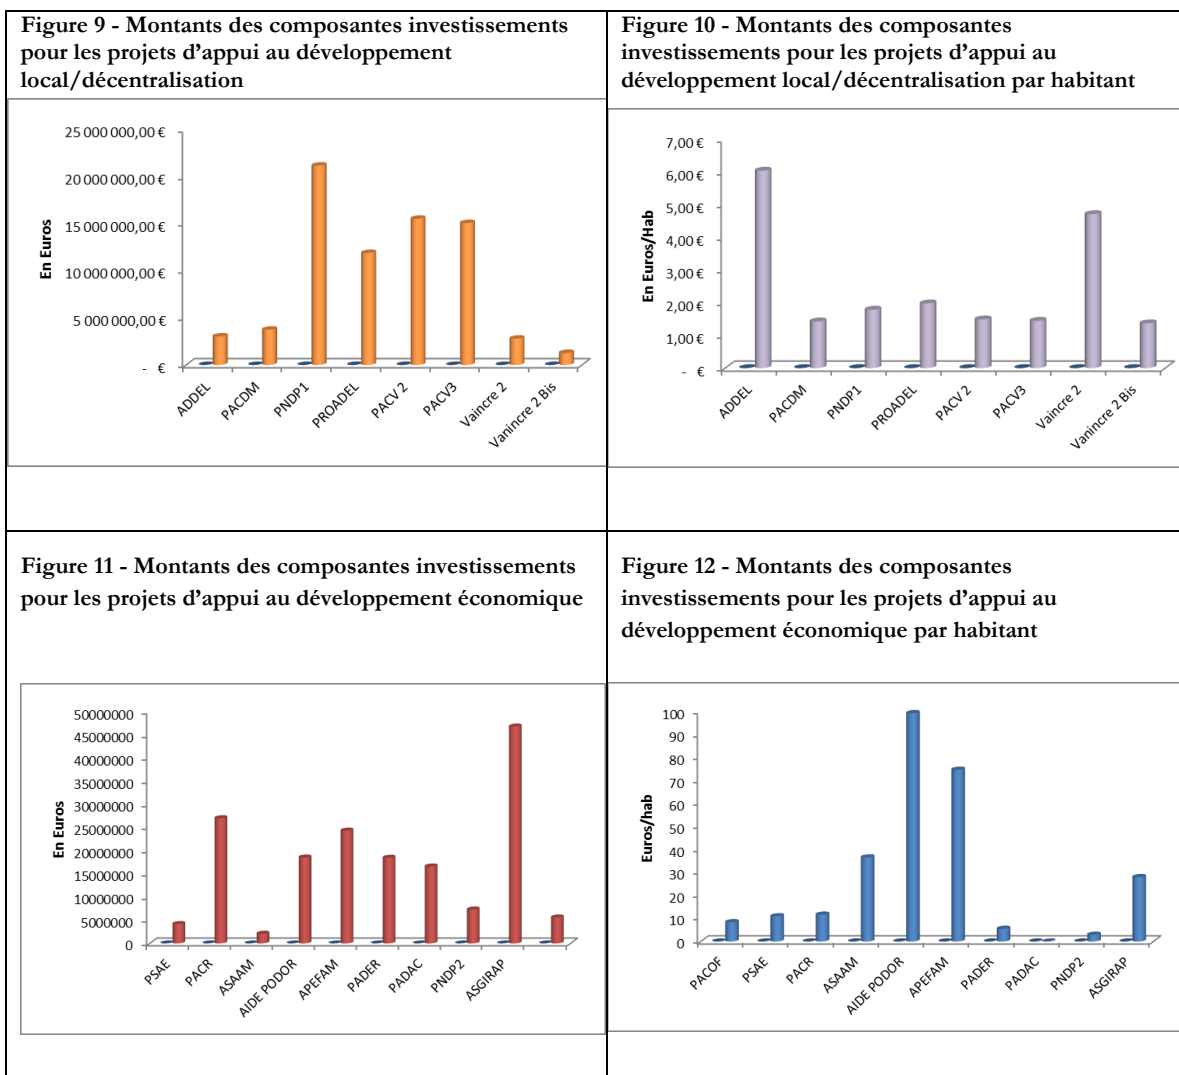 Figure 9 - Montants des composantes investissements
pour les projets d'appui au développement
local/décentralisation
25 000 000,00 €
20 000 000,00 €
15 000 000,00 €
10 000 000,00 €
5 000 000,00 €
- €
En Euros
ADDEL
PACDM
PNDP1
PROADEL
PACV 2
PACV3
Vaincre 2
Vanincre 2 Bis
Figure 10 - Montants des composantes
investissements pour les projets d'appui au
développement local/décentralisation par habitant
7,00 €
6,00 €
5,00 €
4,00 €
3,00 €
2,00 €
1,00 €
- €
En Euros/Hab
ADDEL
PACDM
PNDP1
PROADEL
PACV 2
PACV3
Vaincre 2
Vanincre 2 Bis
Figure 11 - Montants des composantes investissements
pour les projets d'appui au développement économique
50000000
45000000
40000000
35000000
30000000
25000000
20000000
15000000
10000000
5000000
0
En Euros
PSAE
PACR
ASAAM
AIDE PODOR
APEFAM
PADER
PADAC
PNDP2
ASGIRAP
Figure 12 - Montants des composantes
investissements pour les projets d'appui au
développement économique par habitant
100
90
80
70
60
50
40
30
20
10
0
Euros/hab
PACOF
PSAE
PACR
ASAAM
AIDE PODOR
APEFAM
PADER
PADAC
PNDP2
ASGIRAP